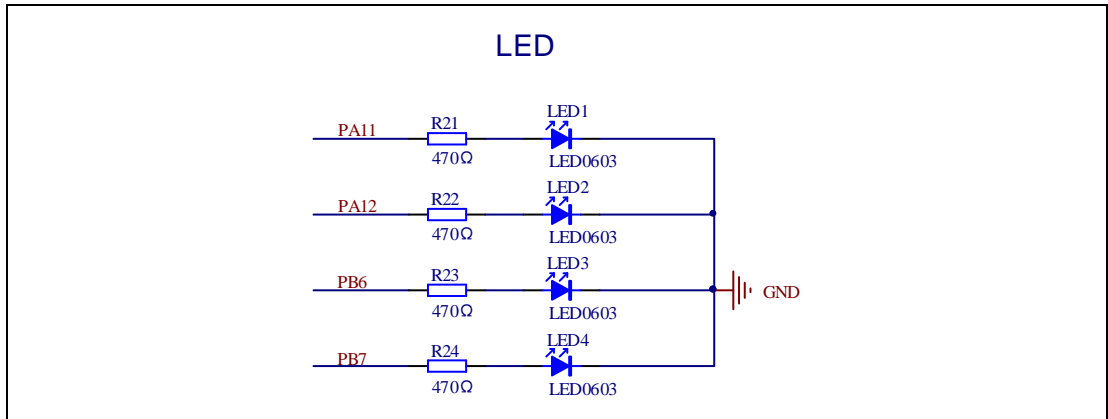 LED
LED1
PA11 R21
470Ω LED0603
LED2
PA12 R22
470Ω LED0603
LED3
PB6 R23
470Ω LED0603
GND
LED4
PB7 R24
470Ω LED0603